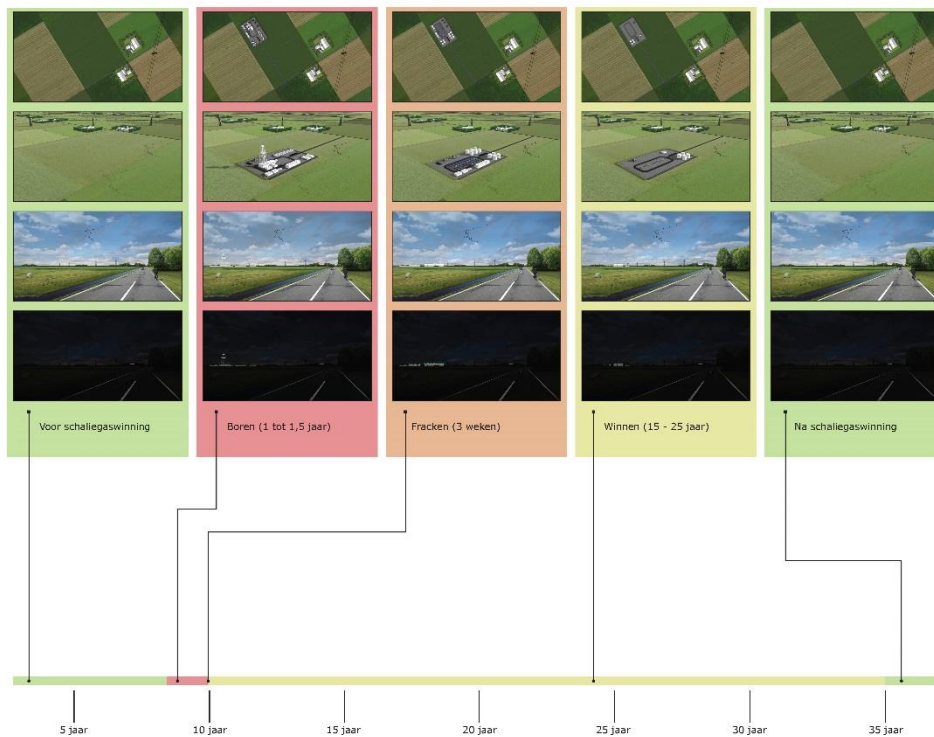 Voor schaliegaswinning
Boren (1 tot 1,5 jaar)
Fracken (3 weken)
Winnen (15 - 25 jaar)
Na schaliegaswinning
5 jaar
10 jaar
15 jaar
20 jaar
25 jaar
30 jaar
35 jaar